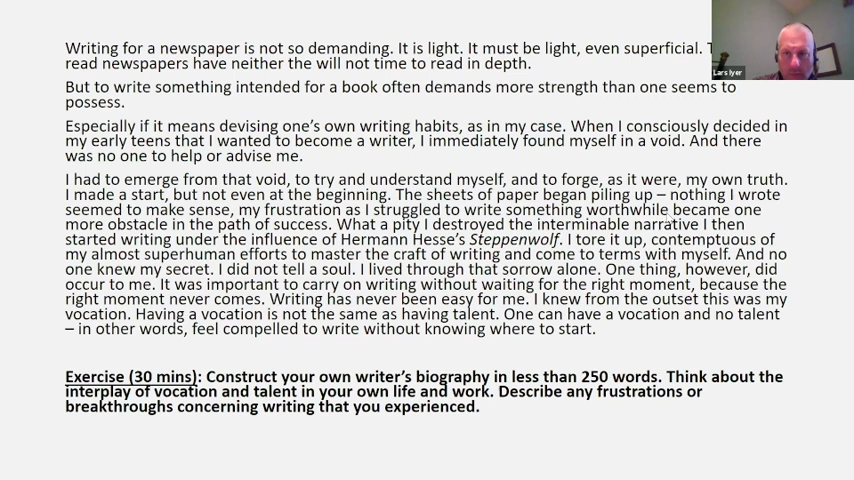 Writing for a newspaper is not so demanding. It is light. It must be light, even superficial.
read newspapers have neither the will not time to read in depth.
But to write something intended for a book often demands more strength than one seems to
possess.
Especially if it means devising one's own writing habits, as in my case. When I consciously decided in
my early teens that I wanted to become a writer, I immediately found myself in a void. And there
was no one to help or advise me.
I had to emerge from that void, to try and understand myself, and to forge, as it were, my own truth.
I made a start, but not even at the beginning. The sheets of paper began piling up – nothing I wrote
seemed to make sense, my frustration as I struggled to write something worthwhile became one
more obstacle in the path of success. What a pity I destroyed the interminable narrative I then
started writing under the influence of Hermann Hesse's Steppenwolf. I tore it up, contemptuous of
my almost superhuman efforts to master the craft of writing and come to terms with myself. And no
one knew my secret. I did not tell a soul. I lived through that sorrow alone. One thing, however, did
occur to me. It was important to carry on writing without waiting for the right moment, because the
right moment never comes. Writing has never been easy for me. I knew from the outset this was my
vocation. Having a vocation is not the same as having talent. One can have a vocation and no talent
– in other words, feel compelled to write without knowing where to start.
Exercise (30 mins): Construct your own writer's biography in less than 250 words. Think about the
interplay of vocation and talent in your own life and work. Describe any frustrations or
breakthroughs concerning writing that you experienced.
Lars Iyer